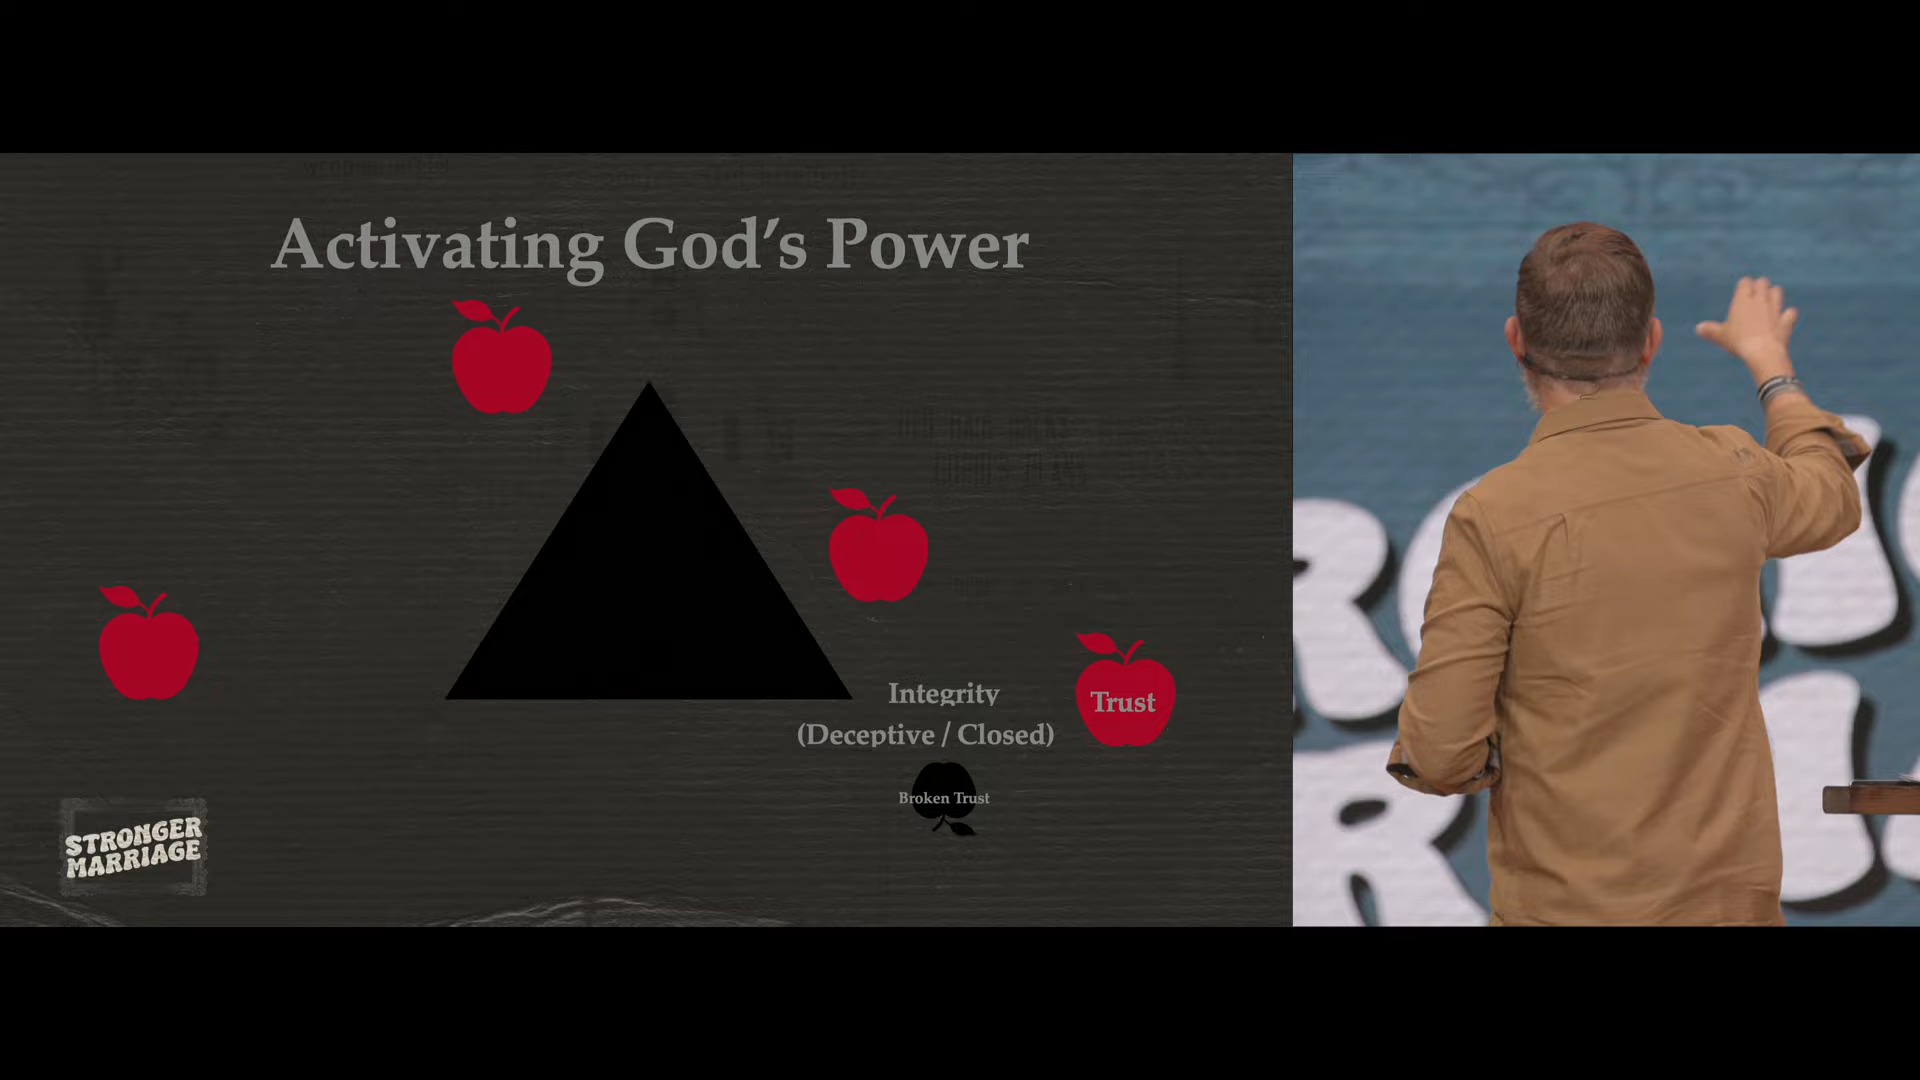 Activating God's Power
Integrity
(Deceptive / Closed)
Trust
Broken Trust
STRONGER
MARRIAGE